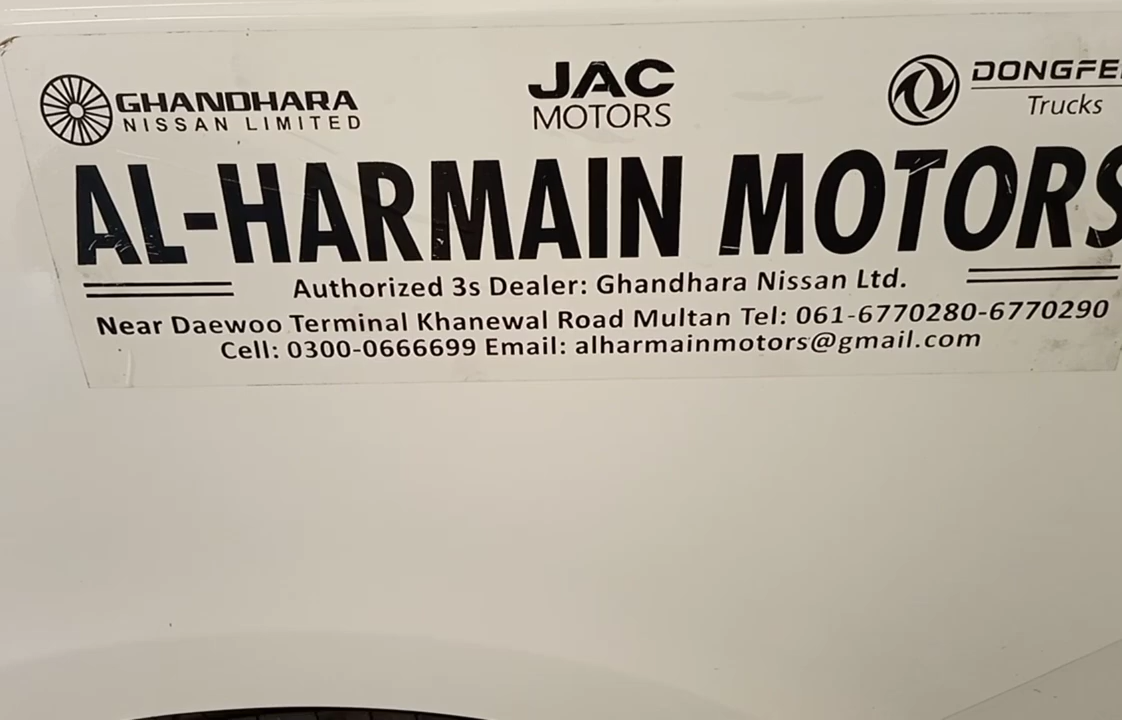 GHANDHARA
NISSAN LIMITED
JAC
MOTORS
DONGFE
Trucks
AL-HARMAIN MOTORS
Authorized 3s Dealer: Ghandhara Nissan Ltd.
Near Daewoo Terminal Khanewal Road Multan Tel: 061-6770280-6770290
Cell: 0300-0666699 Email: alharmainmotors@gmail.com